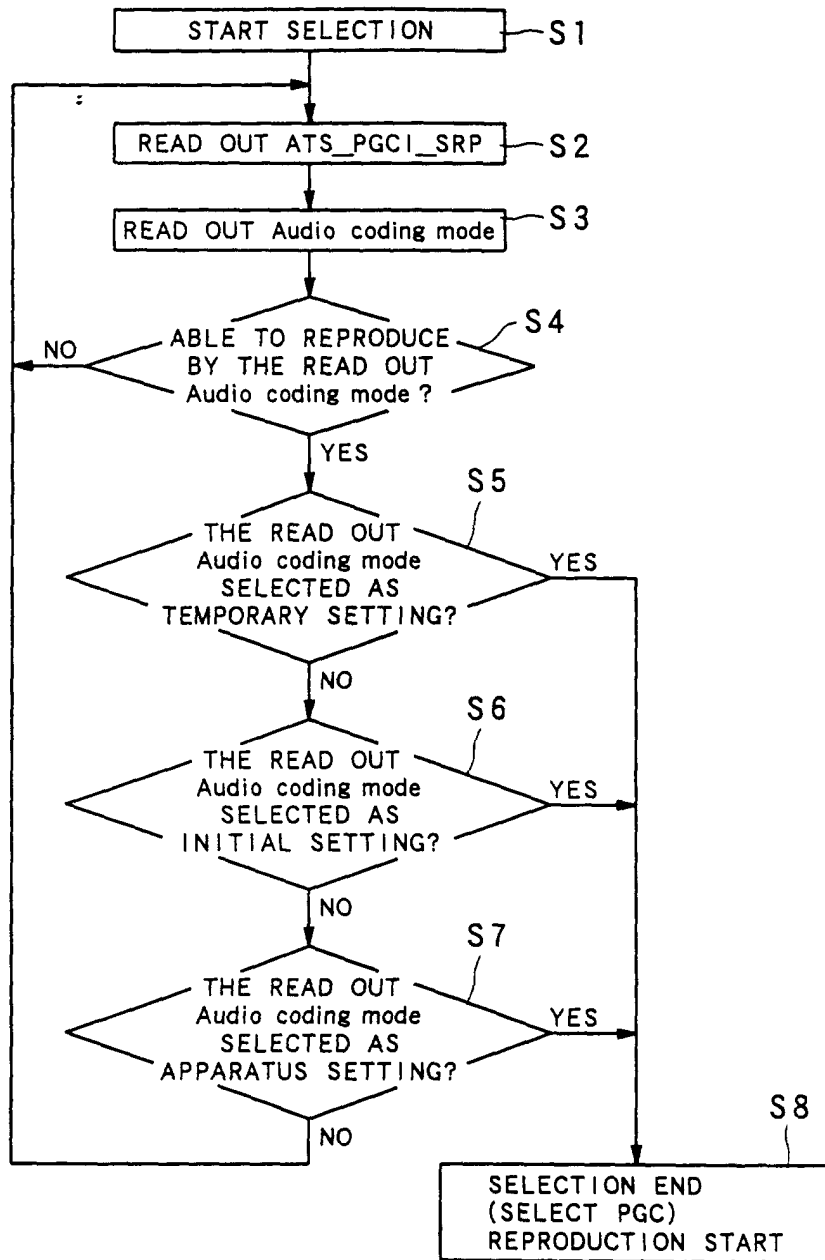 START SELECTION
S1
READ OUT ATS_PGCI_SRP
S2
READ OUT Audio coding mode
S3
ABLE TO REPRODUCE
BY THE READ OUT
Audio coding mode?
S4
NO
YES
THE READ OUT
Audio coding mode
SELECTED AS
TEMPORARY SETTING?
S5
YES
NO
THE READ OUT
Audio coding mode
SELECTED AS
INITIAL SETTING?
S6
YES
NO
THE READ OUT
Audio coding mode
SELECTED AS
APPARATUS SETTING?
S7
YES
NO
S8
SELECTION END
(SELECT PGC)
REPRODUCTION START